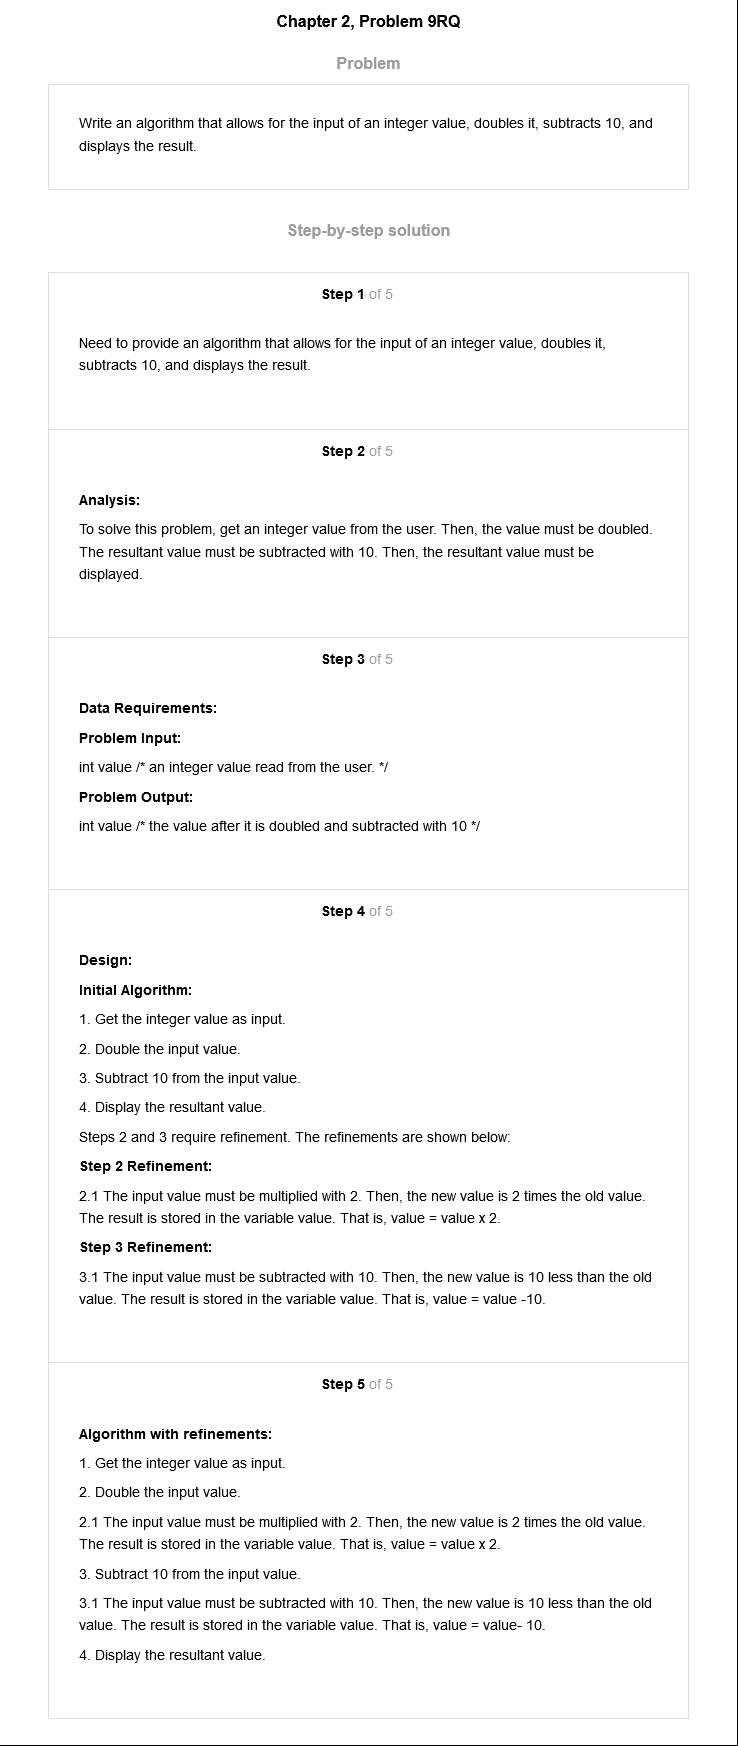 Chapter 2, Problem 9RQ
Problem
Write an algorithm that allows for the input of an integer value, doubles it, subtracts 10, and
displays the result.
Step-by-step solution
Step 1 of 5
Need to provide an algorithm that allows for the input of an integer value, doubles it,
subtracts 10, and displays the result.
Step 2 of 5
Analysis:
To solve this problem, get an integer value from the user. Then, the value must be doubled.
The resultant value must be subtracted with 10. Then, the resultant value must be
displayed.
Step 3 of 5
Data Requirements:
Problem Input:
int value /* an integer value read from the user. */
Problem Output:
int value /* the value after it is doubled and subtracted with 10 */
Step 4 of 5
Design:
Initial Algorithm:
1. Get the integer value as input.
2. Double the input value.
3. Subtract 10 from the input value.
4. Display the resultant value.
Steps 2 and 3 require refinement. The refinements are shown below:
Step 2 Refinement:
2.1 The input value must be multiplied with 2. Then, the new value is 2 times the old value.
The result is stored in the variable value. That is, value = value x 2.
Step 3 Refinement:
3.1 The input value must be subtracted with 10. Then, the new value is 10 less than the old
value. The result is stored in the variable value. That is, value = value -10.
Step 5 of 5
Algorithm with refinements:
1. Get the integer value as input.
2. Double the input value.
2.1 The input value must be multiplied with 2. Then, the new value is 2 times the old value.
The result is stored in the variable value. That is, value = value x 2.
3. Subtract 10 from the input value.
3.1 The input value must be subtracted with 10. Then, the new value is 10 less than the old
value. The result is stored in the variable value. That is, value = value- 10.
4. Display the resultant value.